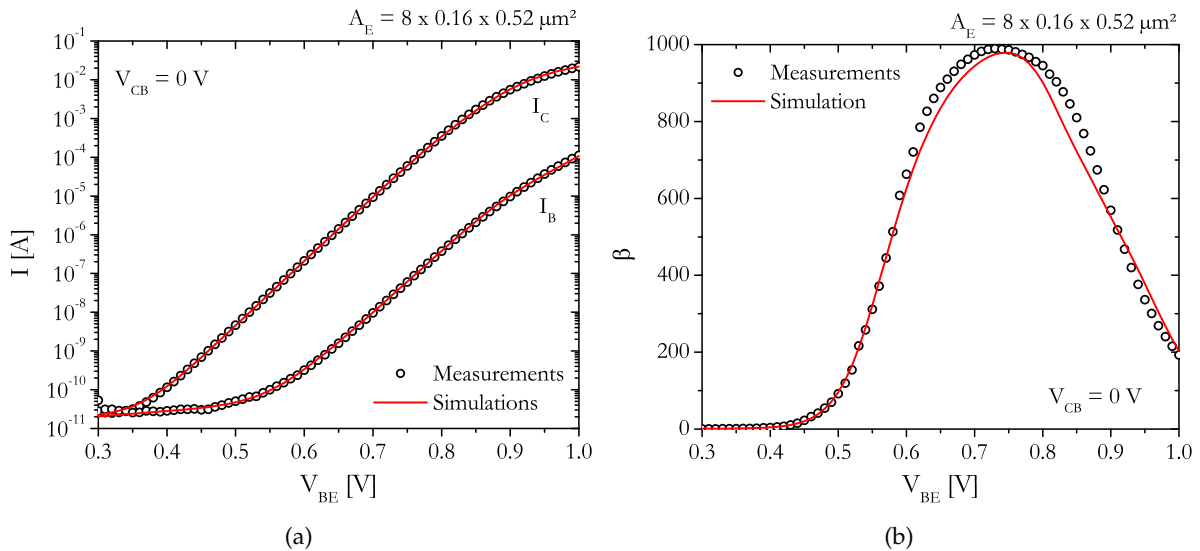 A_E = 8 x 0.16 x 0.52 μm²
10⁻¹
10⁻²
10⁻³
10⁻⁴
10⁻⁵
10⁻⁶
10⁻⁷
10⁻⁸
10⁻⁹
10⁻¹⁰
10⁻¹¹
I [A]
V_CB = 0 V
I_C
I_B
Measurements
Simulations
0.3 0.4 0.5 0.6 0.7 0.8 0.9 1.0
V_BE [V]
(a)
A_E = 8 x 0.16 x 0.52 μm²
1000
800
600
400
200
0
β
Measurements
Simulation
V_CB = 0 V
0.3 0.4 0.5 0.6 0.7 0.8 0.9 1.0
V_BE [V]
(b)